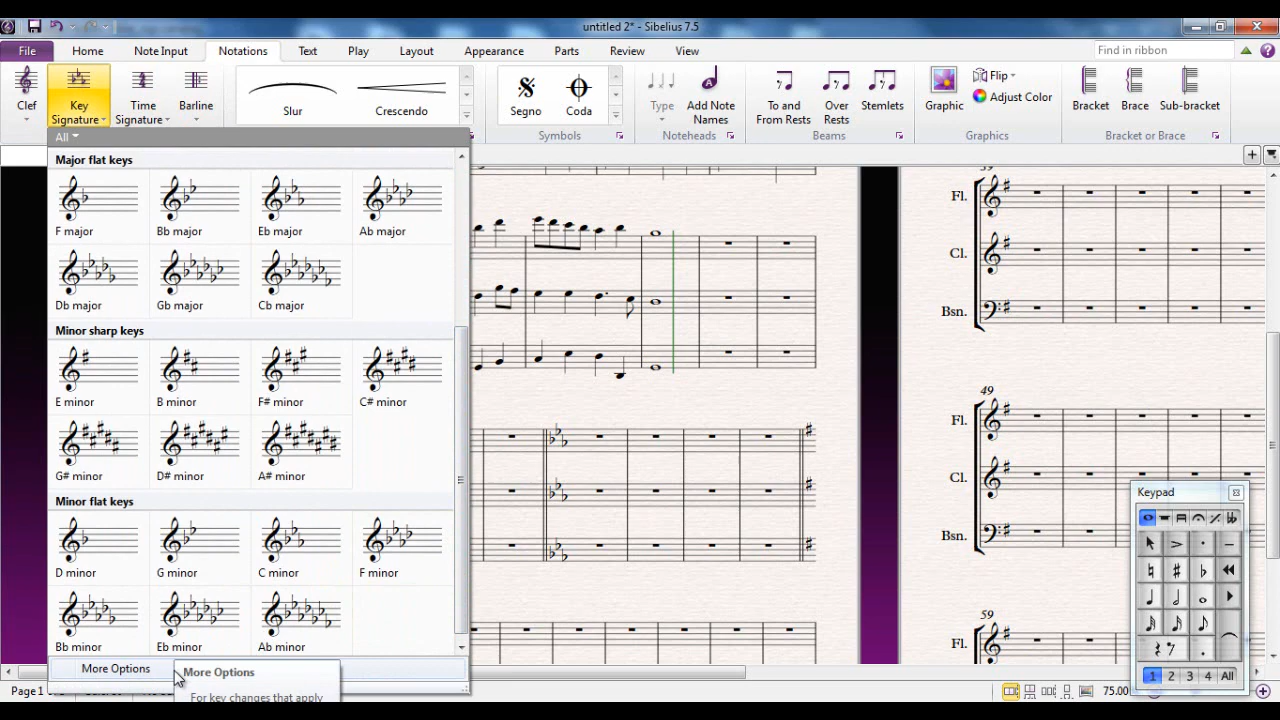 untitled 2* - Sibelius 7.5
File Home Note Input Notations Text Play Layout Appearance Parts Review View Find in ribbon
Clef
Key Signature
Time Signature
Barline
Slur
Crescendo
Segno
Coda
Type
Add Note Names
To and From Rests
Over Rests
Stemlets
Graphic
Flip
Adjust Color
Bracket
Brace
Sub-bracket
Symbols Noteheads Beams Graphics Bracket or Brace
All
Major flat keys
F major Bb major Eb major Ab major
Db major Gb major Cb major
Minor sharp keys
E minor B minor F# minor C# minor
G# minor D# minor A# minor
Minor flat keys
D minor G minor C minor F minor
Bb minor Eb minor Ab minor
More Options
More Options
For key changes that apply
Fl.
Cl.
Bsn.
49
Fl.
Cl.
Bsn.
59
Fl.
Keypad
1 2 3 4 All
Page 1
75.00